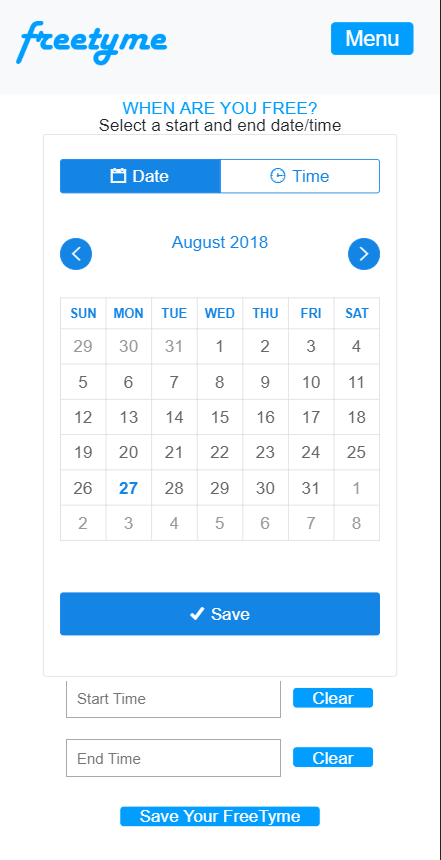 freetyme
Menu
WHEN ARE YOU FREE?
Select a start and end date/time
Date Time
August 2018
SUN MON TUE WED THU FRI SAT
29 30 31 1 2 3 4
5 6 7 8 9 10 11
12 13 14 15 16 17 18
19 20 21 22 23 24 25
26 27 28 29 30 31 1
2 3 4 5 6 7 8
Save
Start Time Clear
End Time Clear
Save Your FreeTyme